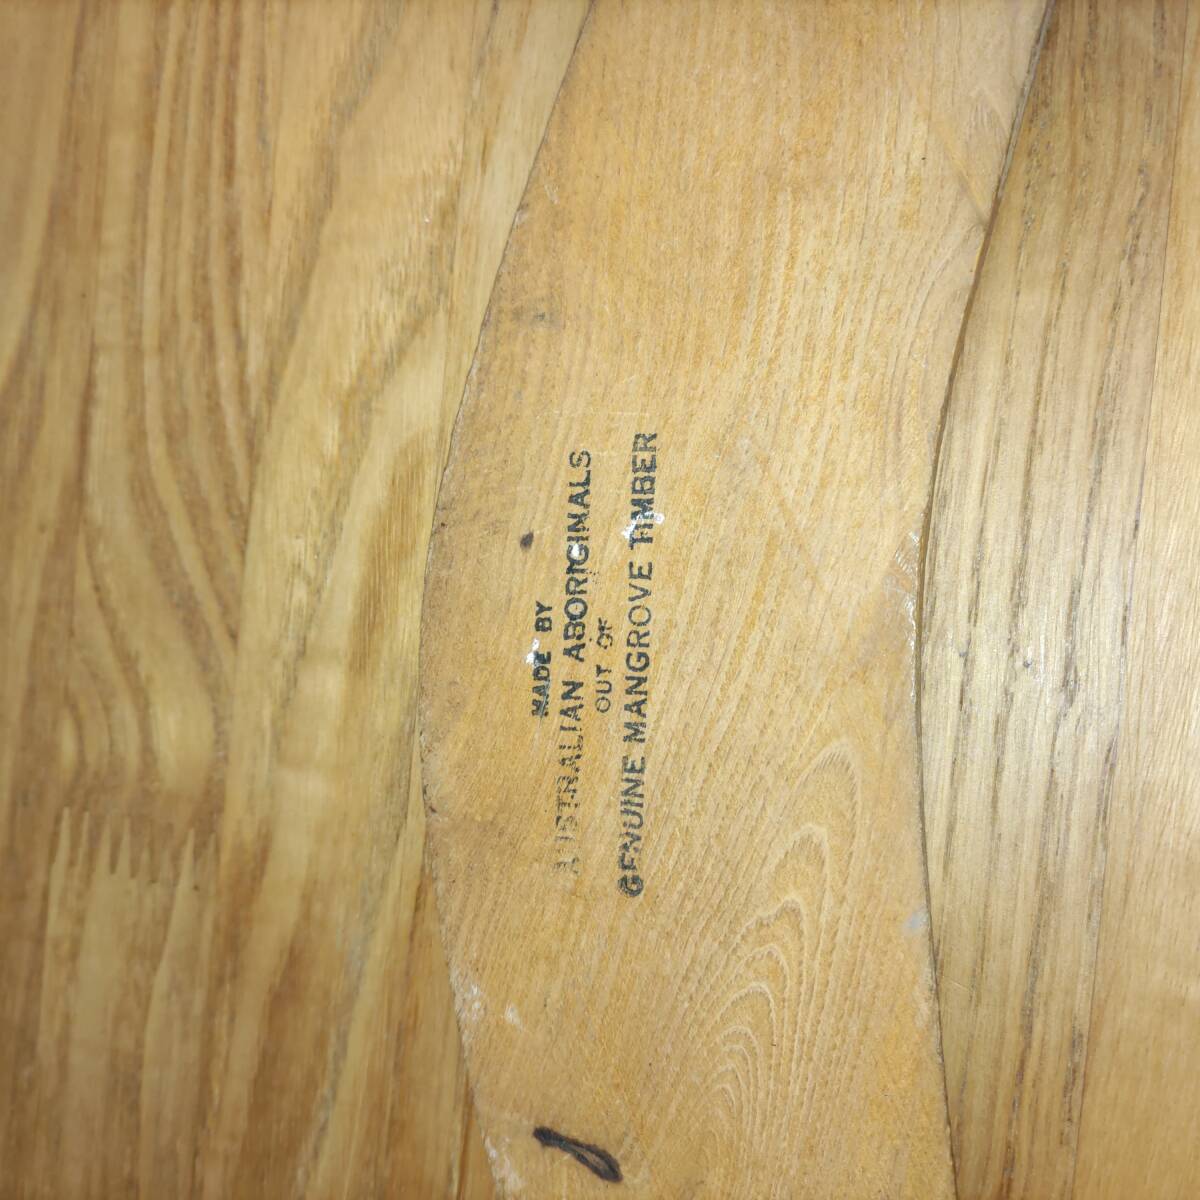 MADE BY
AUSTRALIAN ABORIGINALS
OUT OF
GENUINE MANGROVE TIMBER